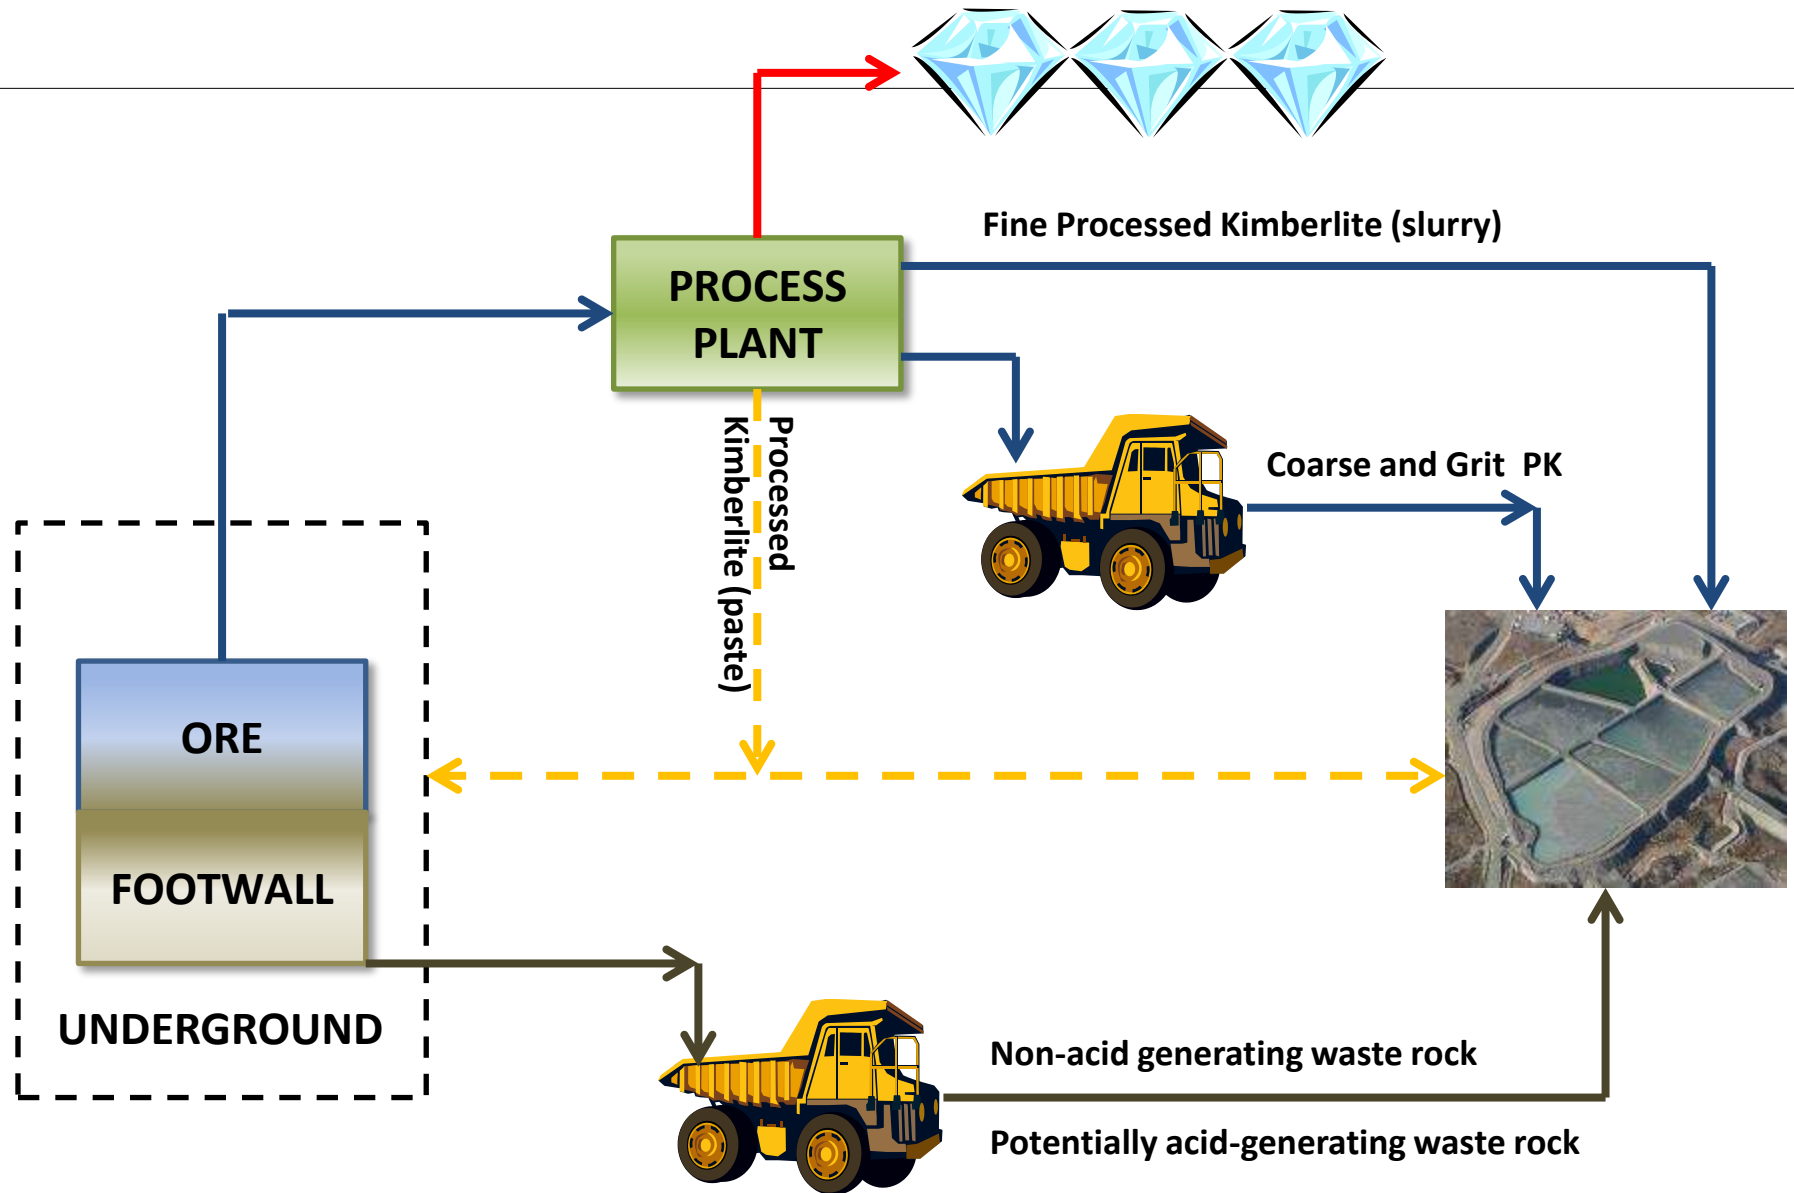 Fine Processed Kimberlite (slurry)
PROCESS
PLANT
Processed
Kimberlite (paste)
Coarse and Grit  PK
ORE
FOOTWALL
UNDERGROUND
Non-acid generating waste rock
Potentially acid-generating waste rock